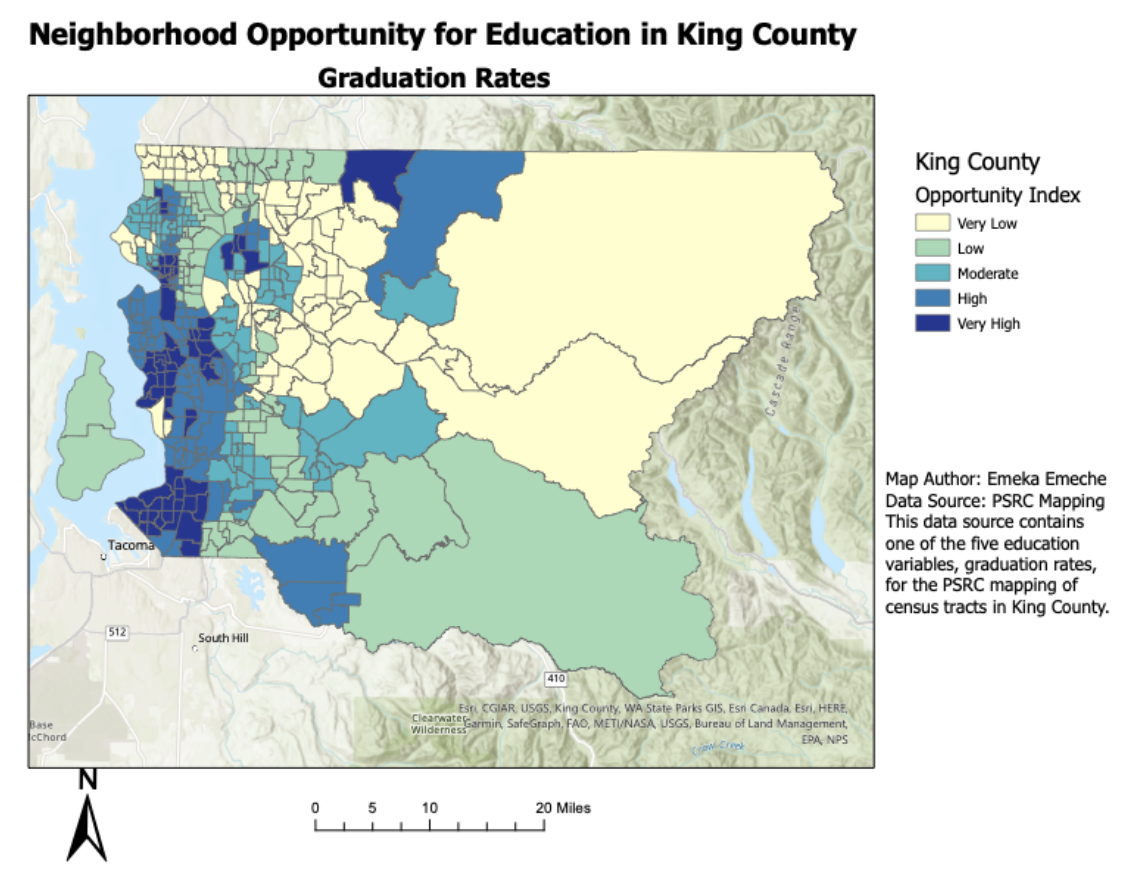 Neighborhood Opportunity for Education in King County
Graduation Rates
King County
Opportunity Index
Very Low
Low
Moderate
High
Very High
Cascade Range
Map Author: Emeka Emeche
Data Source: PSRC Mapping
This data source contains
one of the five education
variables, graduation rates,
for the PSRC mapping of
census tracts in King County.
Tacoma
512
South Hill
410
Base
cChord
Clearwater
Wilderness
Esri, CGIAR, USGS, King County, WA State Parks GIS, Esri Canada, Esri, HERE,
Garmin, SafeGraph, FAO, METI/NASA, USGS, Bureau of Land Management,
EPA, NPS
Crow Creek
N
0 5 10 20 Miles